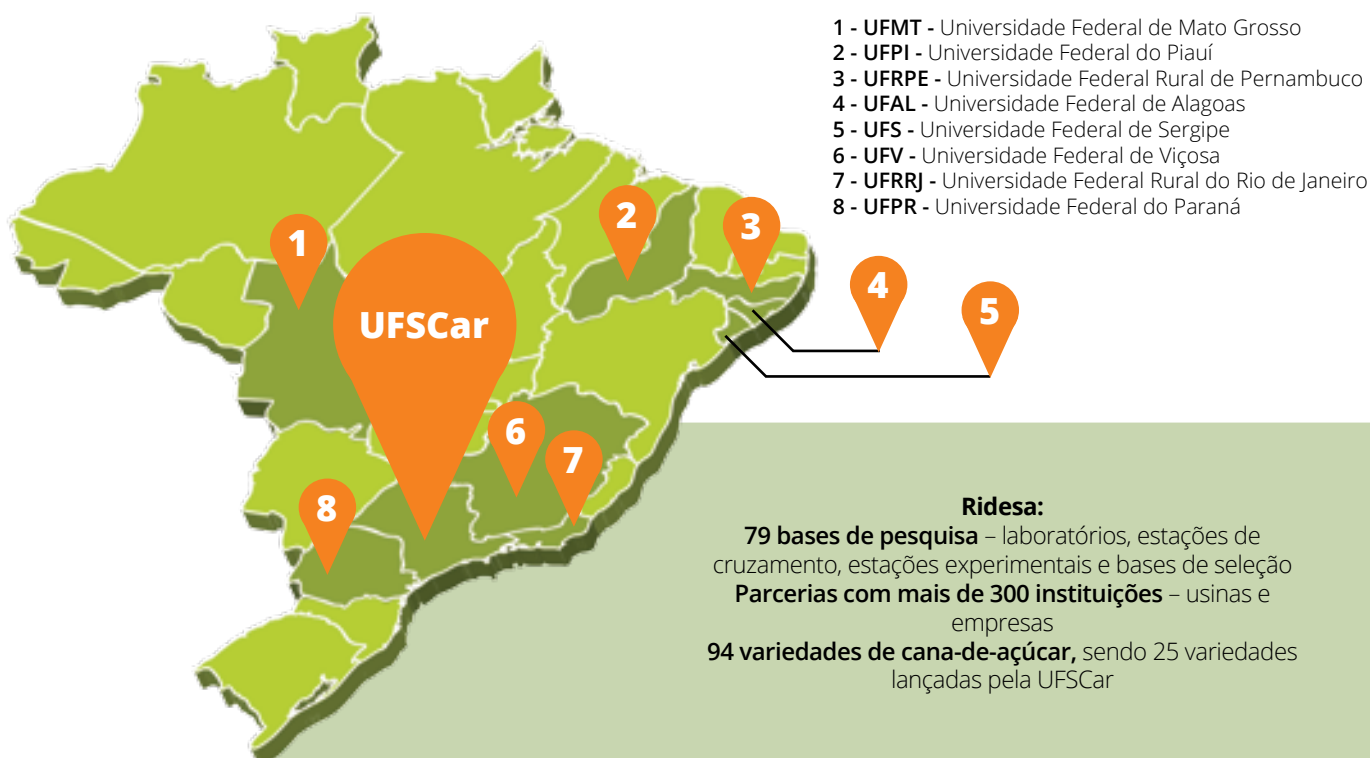 1 - UFMT - Universidade Federal de Mato Grosso
2 - UFPI - Universidade Federal do Piauí
3 - UFRPE - Universidade Federal Rural de Pernambuco
4 - UFAL - Universidade Federal de Alagoas
5 - UFS - Universidade Federal de Sergipe
6 - UFV - Universidade Federal de Viçosa
7 - UFRRJ - Universidade Federal Rural do Rio de Janeiro
8 - UFPR - Universidade Federal do Paraná
1
2
3
4
5
UFSCar
6
7
8
Ridesa:
79 bases de pesquisa – laboratórios, estações de
cruzamento, estações experimentais e bases de seleção
Parcerias com mais de 300 instituições – usinas e
empresas
94 variedades de cana-de-açúcar, sendo 25 variedades
lançadas pela UFSCar